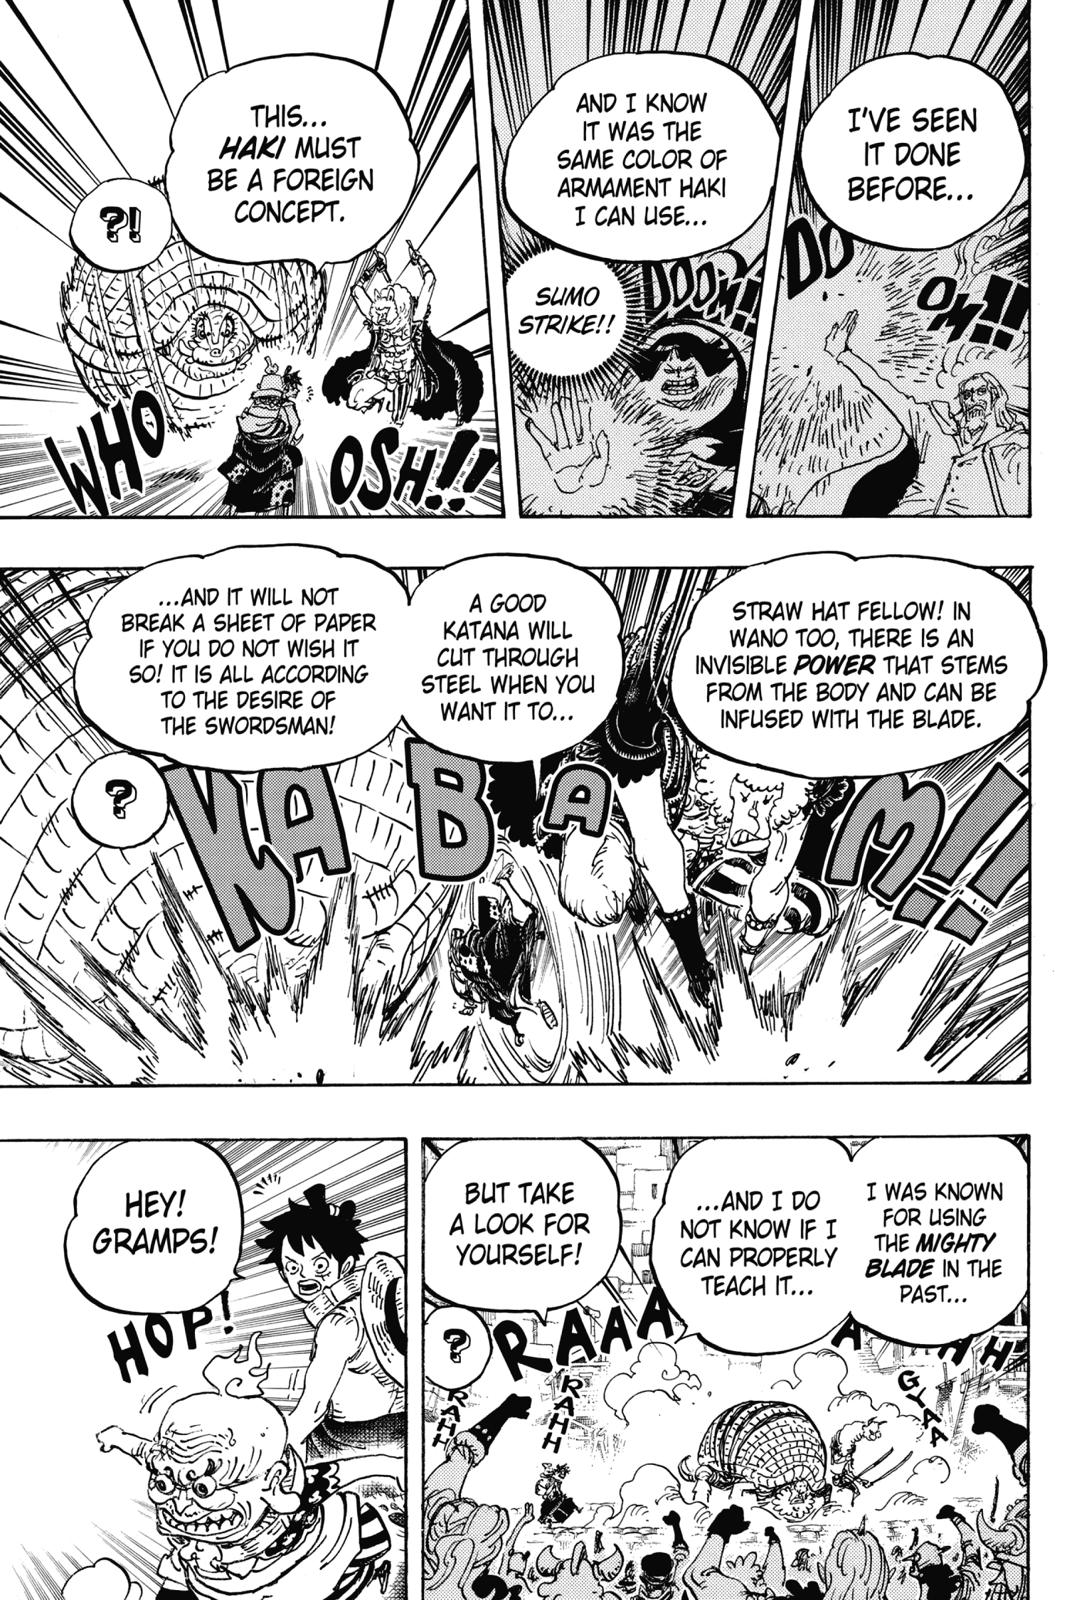 I'VE SEEN
IT DONE
BEFORE...
DO
OM!!
AND I KNOW
IT WAS THE
SAME COLOR OF
ARMAMENT HAKI
I CAN USE...
DOOM!!
SUMO
STRIKE!!
THIS...
HAKI MUST
BE A FOREIGN
CONCEPT.
?!
WHO
OSH!!
STRAW HAT FELLOW! IN
WANO TOO, THERE IS AN
INVISIBLE POWER THAT STEMS
FROM THE BODY AND CAN BE
INFUSED WITH THE BLADE.
A GOOD
KATANA WILL
CUT THROUGH
STEEL WHEN YOU
WANT IT TO...
...AND IT WILL NOT
BREAK A SHEET OF PAPER
IF YOU DO NOT WISH IT
SO! IT IS ALL ACCORDING
TO THE DESIRE OF
THE SWORDSMAN!
?
KABAM!!
I WAS KNOWN
FOR USING
THE MIGHTY
BLADE IN THE
PAST...
...AND I DO
NOT KNOW IF I
CAN PROPERLY
TEACH IT...
BUT TAKE
A LOOK FOR
YOURSELF!
?
RAAAAHH
RAHH
RAHH
GYAA
HEY!
GRAMPS!
HOP!